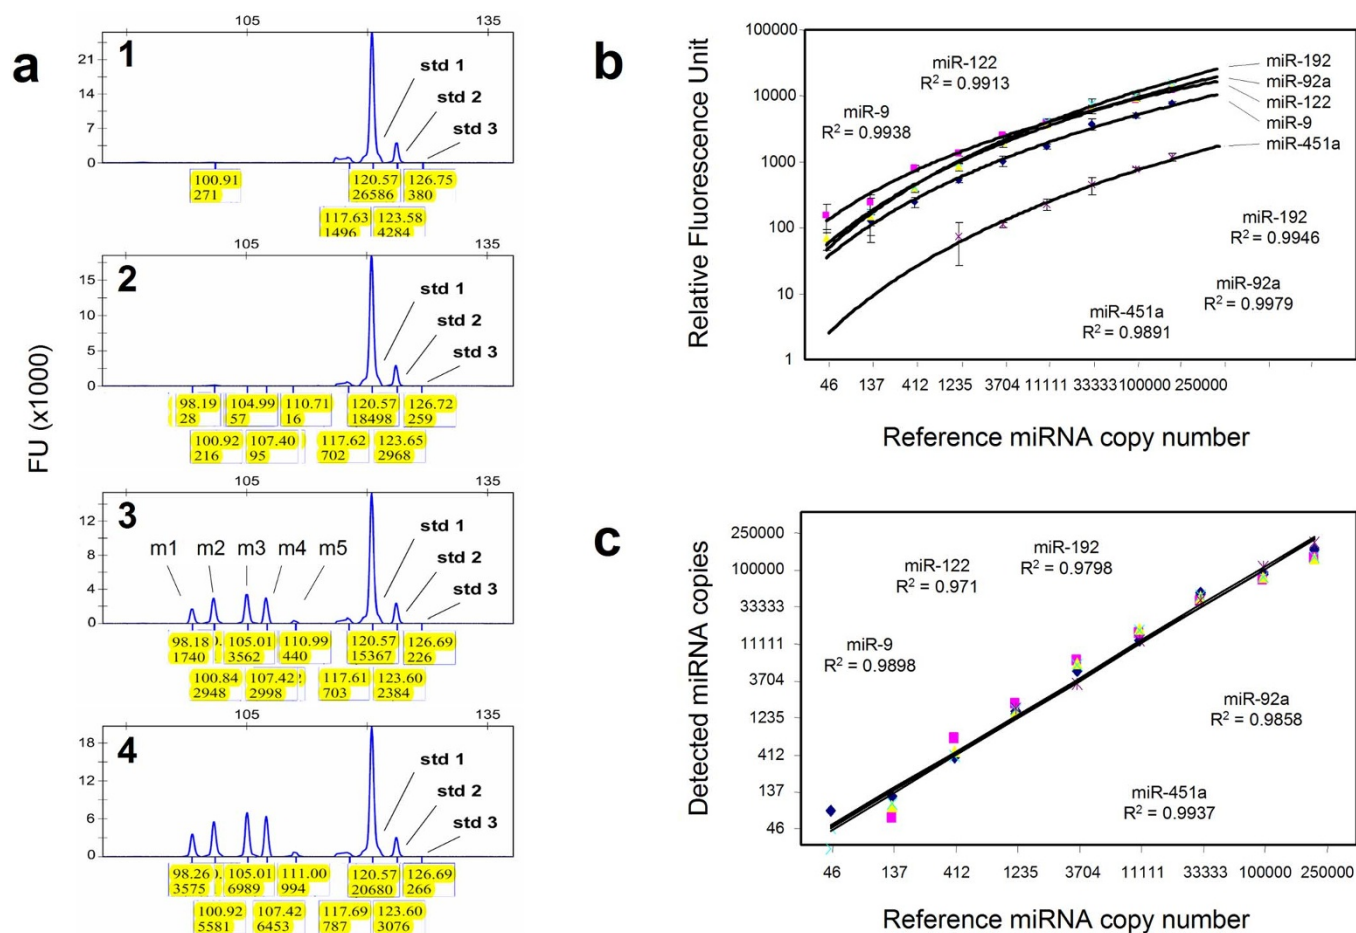 a
FU (x1000)
105
135
1
21
14
7
0
std 1
std 2
std 3
100.91
271
120.57
26586
126.75
380
117.63
1496
123.58
4284
2
15
10
5
0
std 1
std 2
std 3
98.19
28
104.99
57
110.71
16
120.57
18498
126.72
259
100.92
216
107.40
95
117.62
702
123.65
2968
105
135
3
12
8
4
0
m1
m2
m3
m4
m5
std 1
std 2
std 3
98.18
1740
105.01
3562
110.99
440
120.57
15367
126.69
226
100.84
2948
107.42
2998
117.61
703
123.60
2384
105
135
4
18
12
6
0
std 1
std 2
std 3
98.26
3575
105.01
6989
111.00
994
120.57
20680
126.69
266
100.92
5581
107.42
6453
117.69
787
123.60
3076
b
Relative Fluorescence Unit
100000
10000
1000
100
10
1
miR-122
R² = 0.9913
miR-9
R² = 0.9938
miR-192
miR-92a
miR-122
miR-9
miR-451a
miR-192
R² = 0.9946
miR-92a
R² = 0.9979
miR-451a
R² = 0.9891
46 137 412 1235 3704 11111 33333 100000 250000
Reference miRNA copy number
c
Detected miRNA copies
250000
100000
33333
11111
3704
1235
412
137
46
miR-192
R² = 0.9798
miR-122
R² = 0.971
miR-9
R² = 0.9898
miR-92a
R² = 0.9858
miR-451a
R² = 0.9937
46 137 412 1235 3704 11111 33333 100000 250000
Reference miRNA copy number